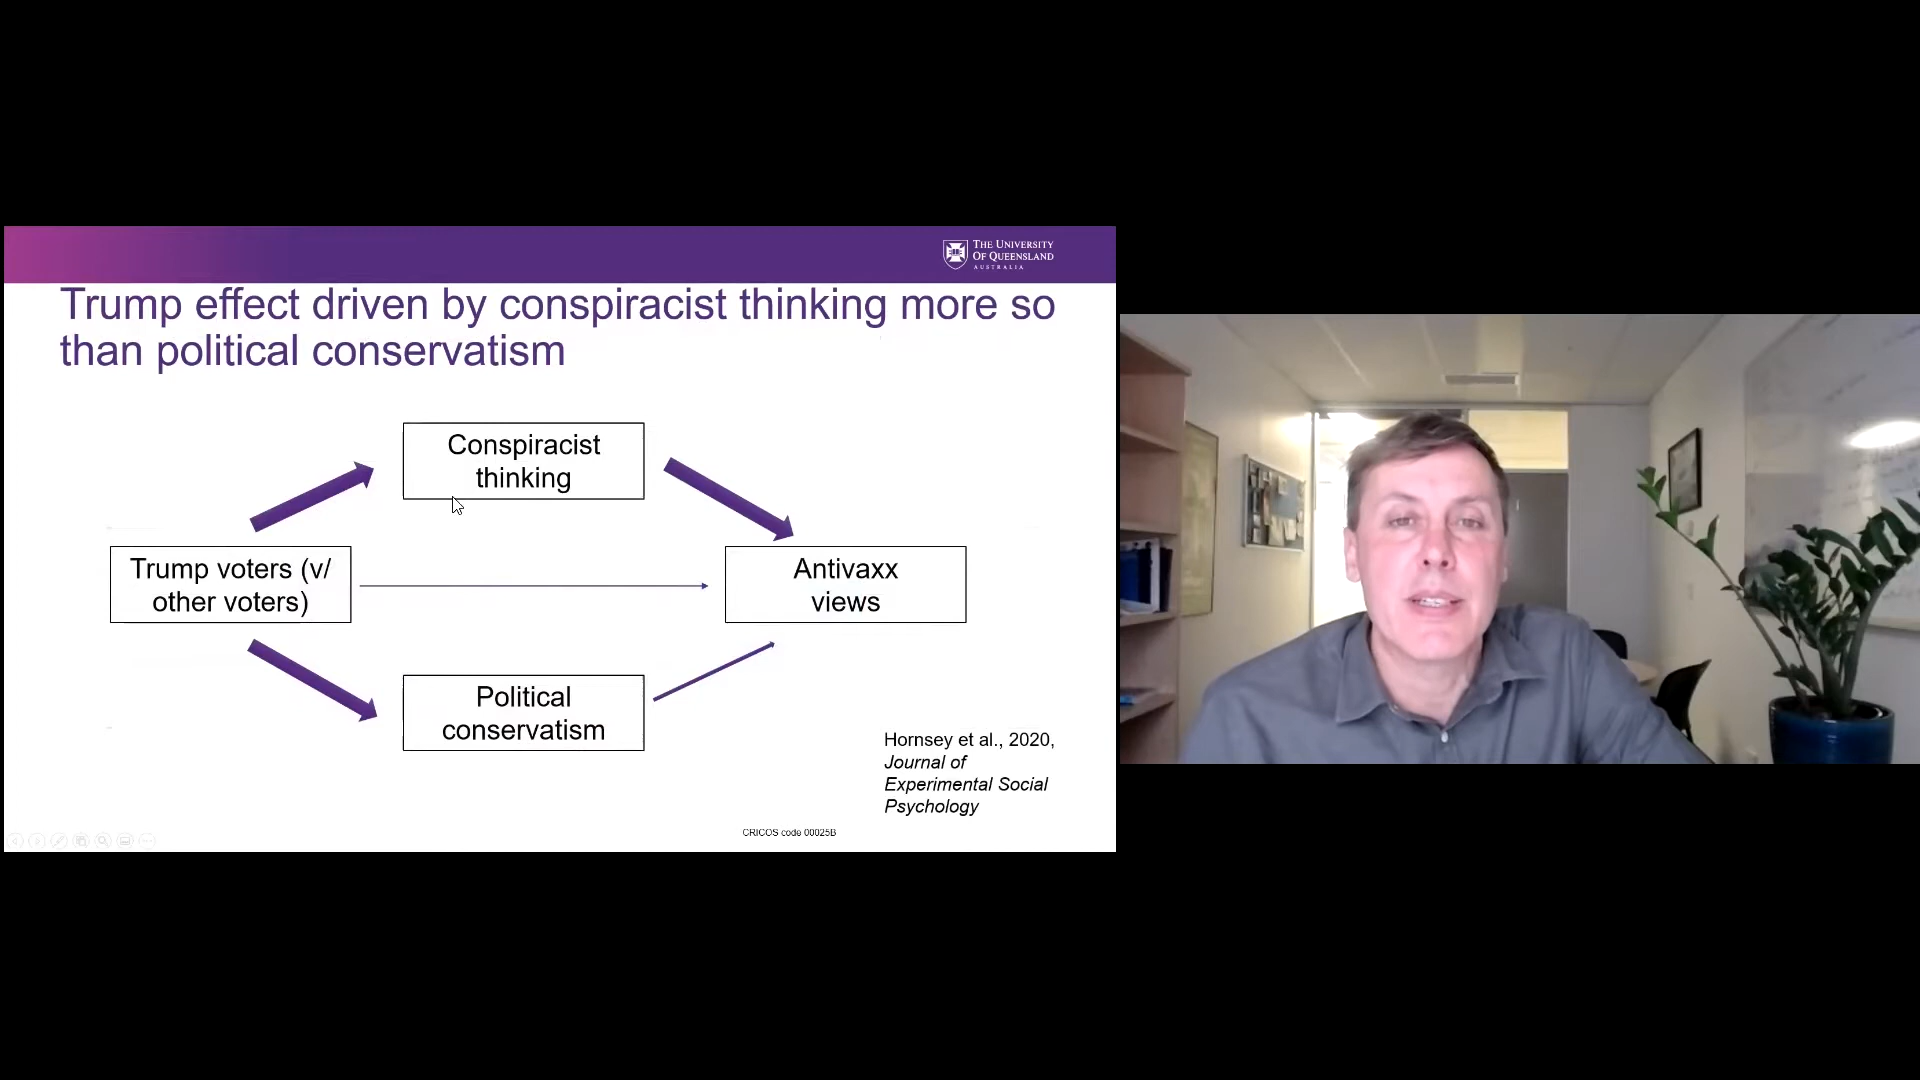 THE UNIVERSITY
OF QUEENSLAND
AUSTRALIA
Trump effect driven by conspiracist thinking more so
than political conservatism
Conspiracist
thinking
Trump voters (v/
other voters)
Antivaxx
views
Political
conservatism
Hornsey et al., 2020,
Journal of
Experimental Social
Psychology
CRICOS code 00025B